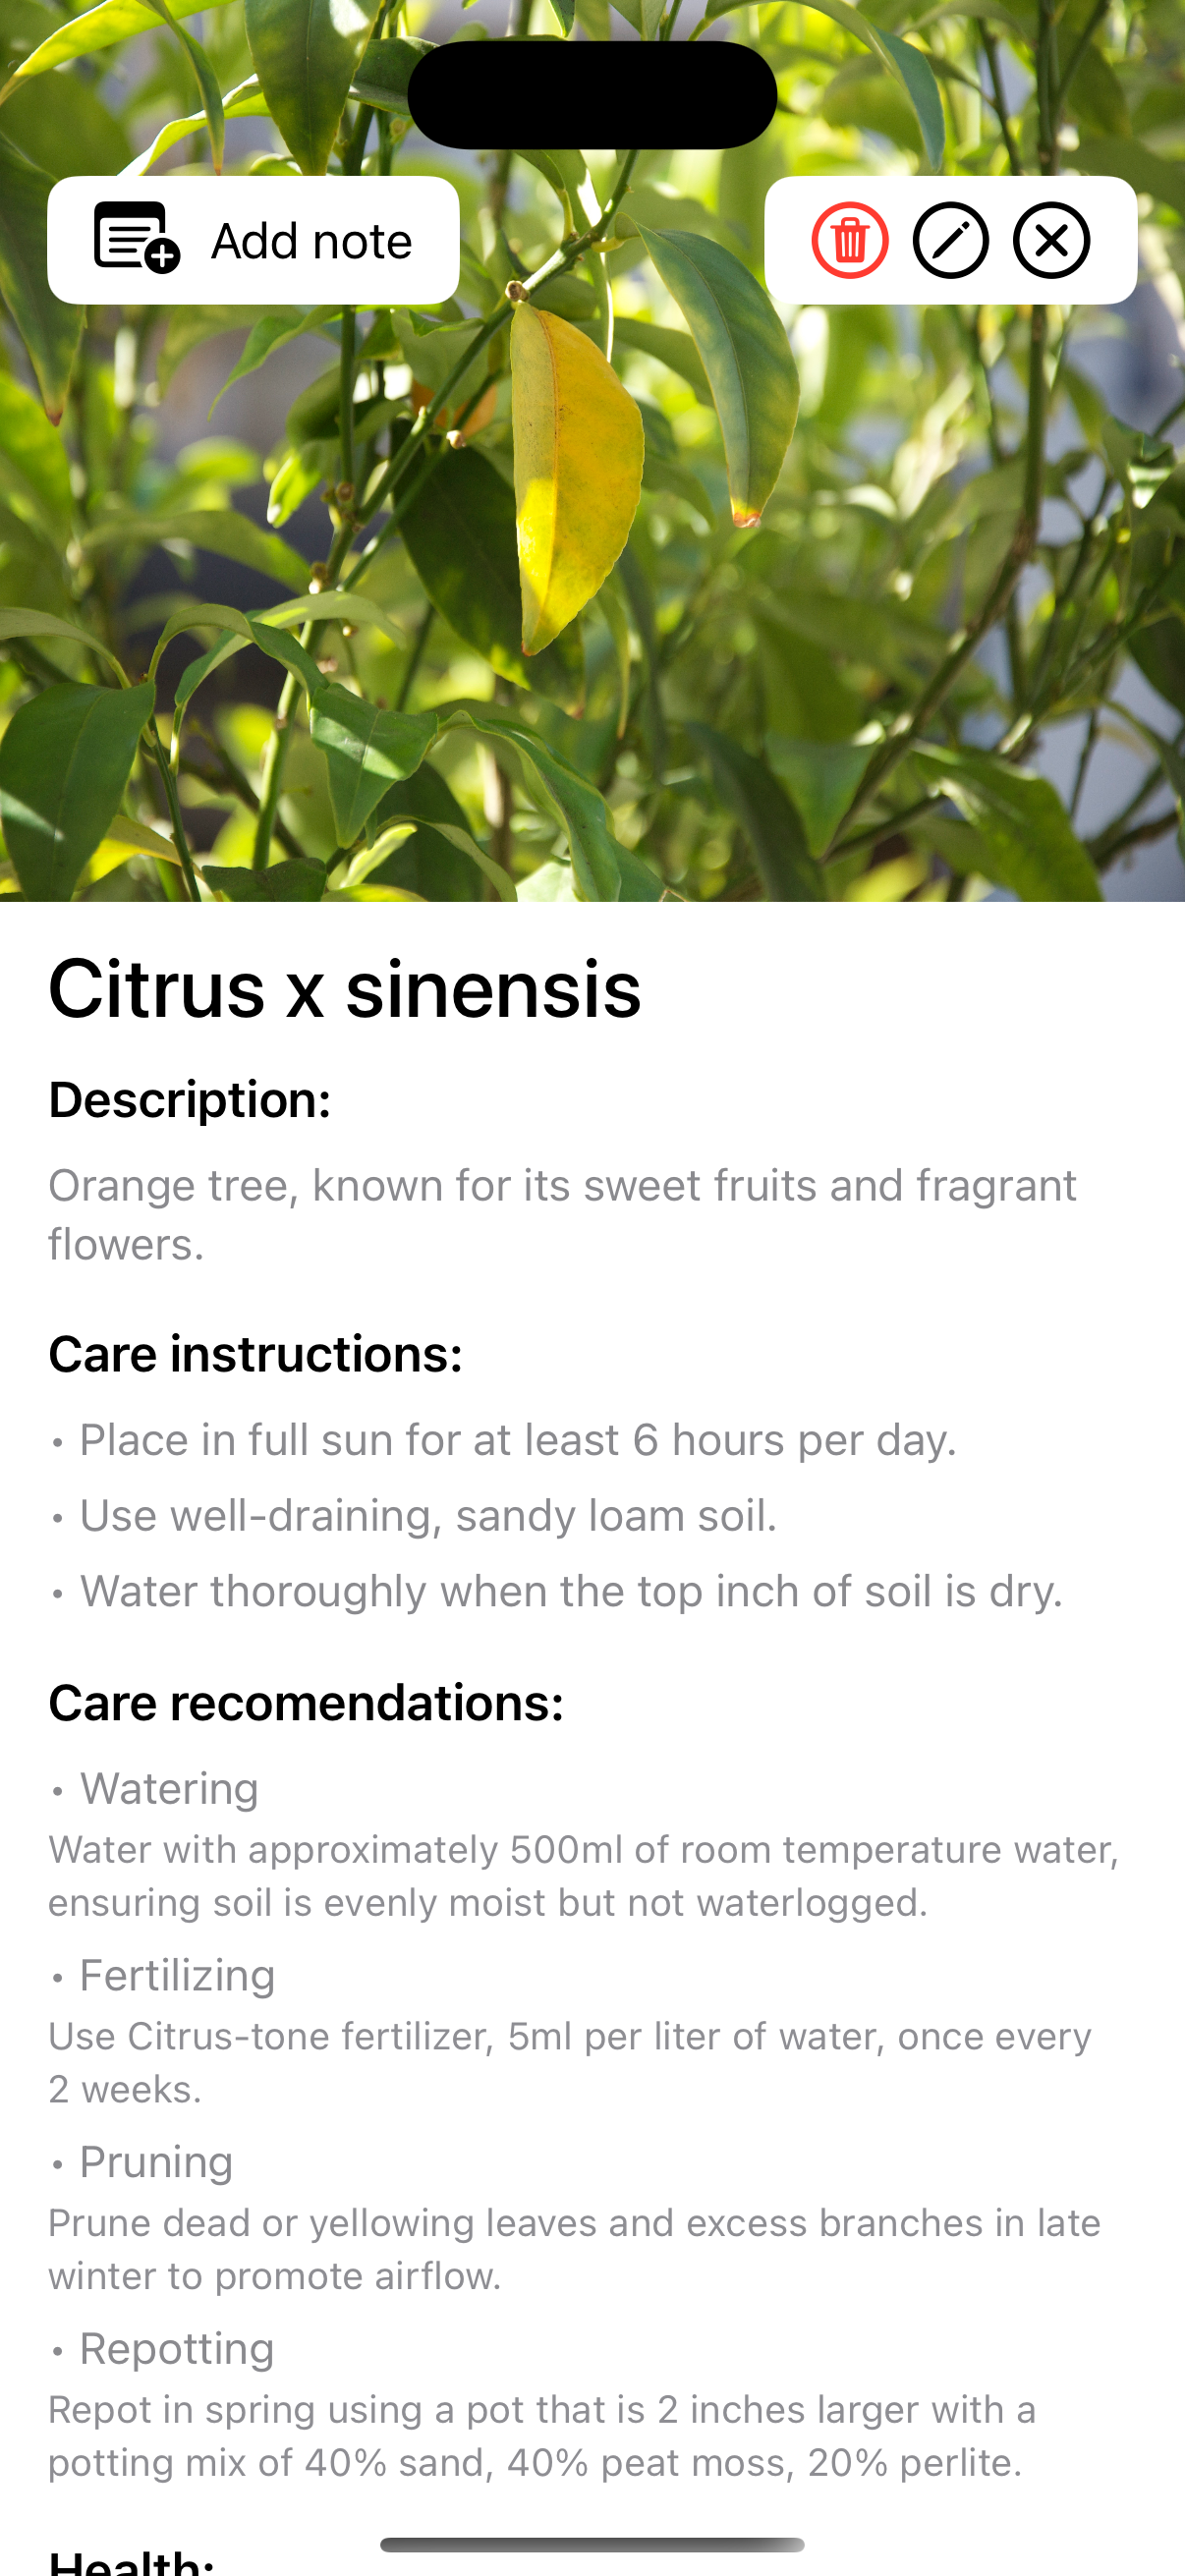 Add note
Citrus x sinensis
Description:
Orange tree, known for its sweet fruits and fragrant
flowers.
Care instructions:
• Place in full sun for at least 6 hours per day.
• Use well-draining, sandy loam soil.
• Water thoroughly when the top inch of soil is dry.
Care recomendations:
• Watering
Water with approximately 500ml of room temperature water,
ensuring soil is evenly moist but not waterlogged.
• Fertilizing
Use Citrus-tone fertilizer, 5ml per liter of water, once every
2 weeks.
• Pruning
Prune dead or yellowing leaves and excess branches in late
winter to promote airflow.
• Repotting
Repot in spring using a pot that is 2 inches larger with a
potting mix of 40% sand, 40% peat moss, 20% perlite.
Health: